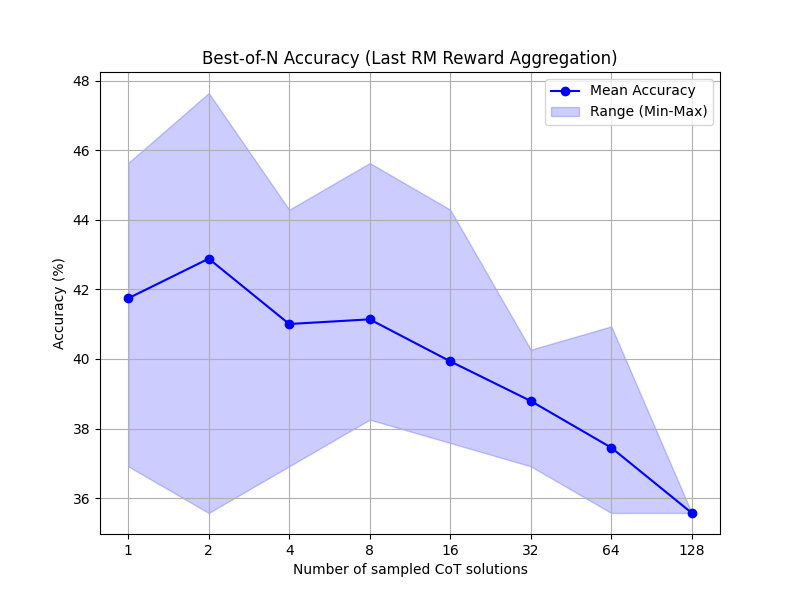 Best-of-N Accuracy (Last RM Reward Aggregation)
Mean Accuracy
Range (Min-Max)
Accuracy (%)
48
46
44
42
40
38
36
1 2 4 8 16 32 64 128
Number of sampled CoT solutions